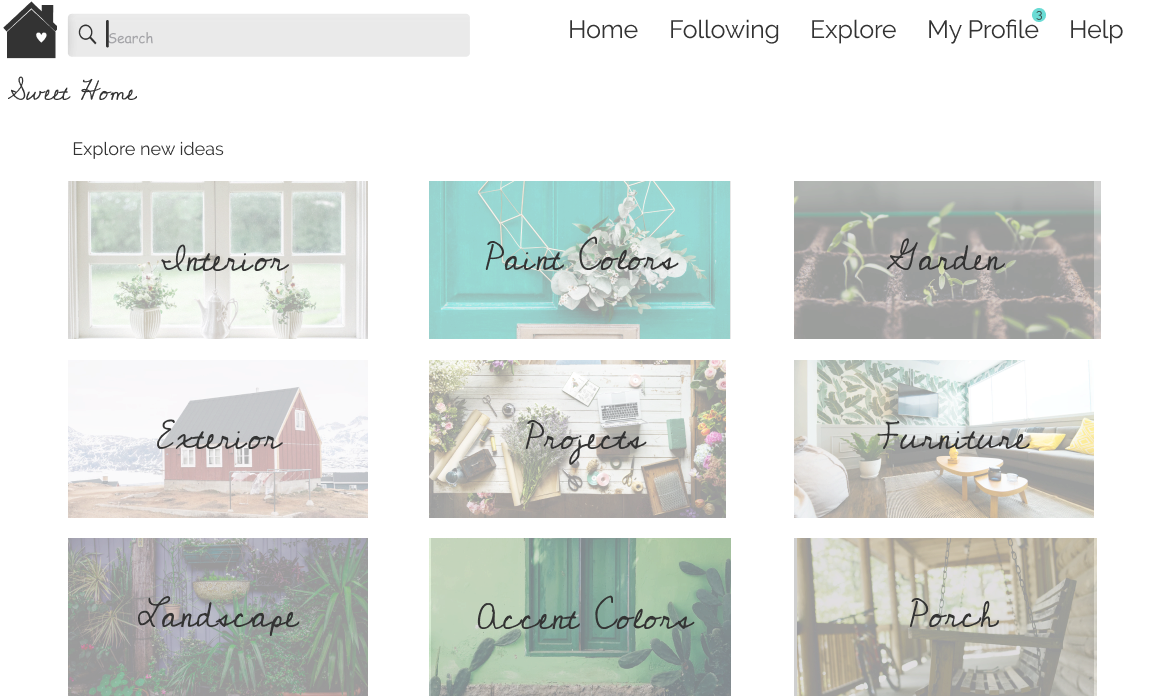 Search
Home Following Explore My Profile 3 Help
Sweet Home
Explore new ideas
Interior Paint Colors Garden
Exterior Projects Furniture
Landscape Accent Colors Porch